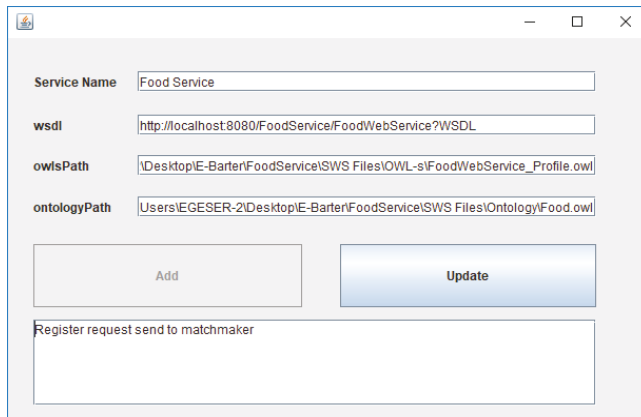 Service Name Food Service
wsdl http://localhost:8080/FoodService/FoodWebService?WSDL
owlsPath \Desktop\E-Barter\FoodService\SWS Files\OWL-s\FoodWebService_Profile.owl
ontologyPath Users\EGESER-2\Desktop\E-Barter\FoodService\SWS Files\Ontology\Food.owl
Add Update
Register request send to matchmaker